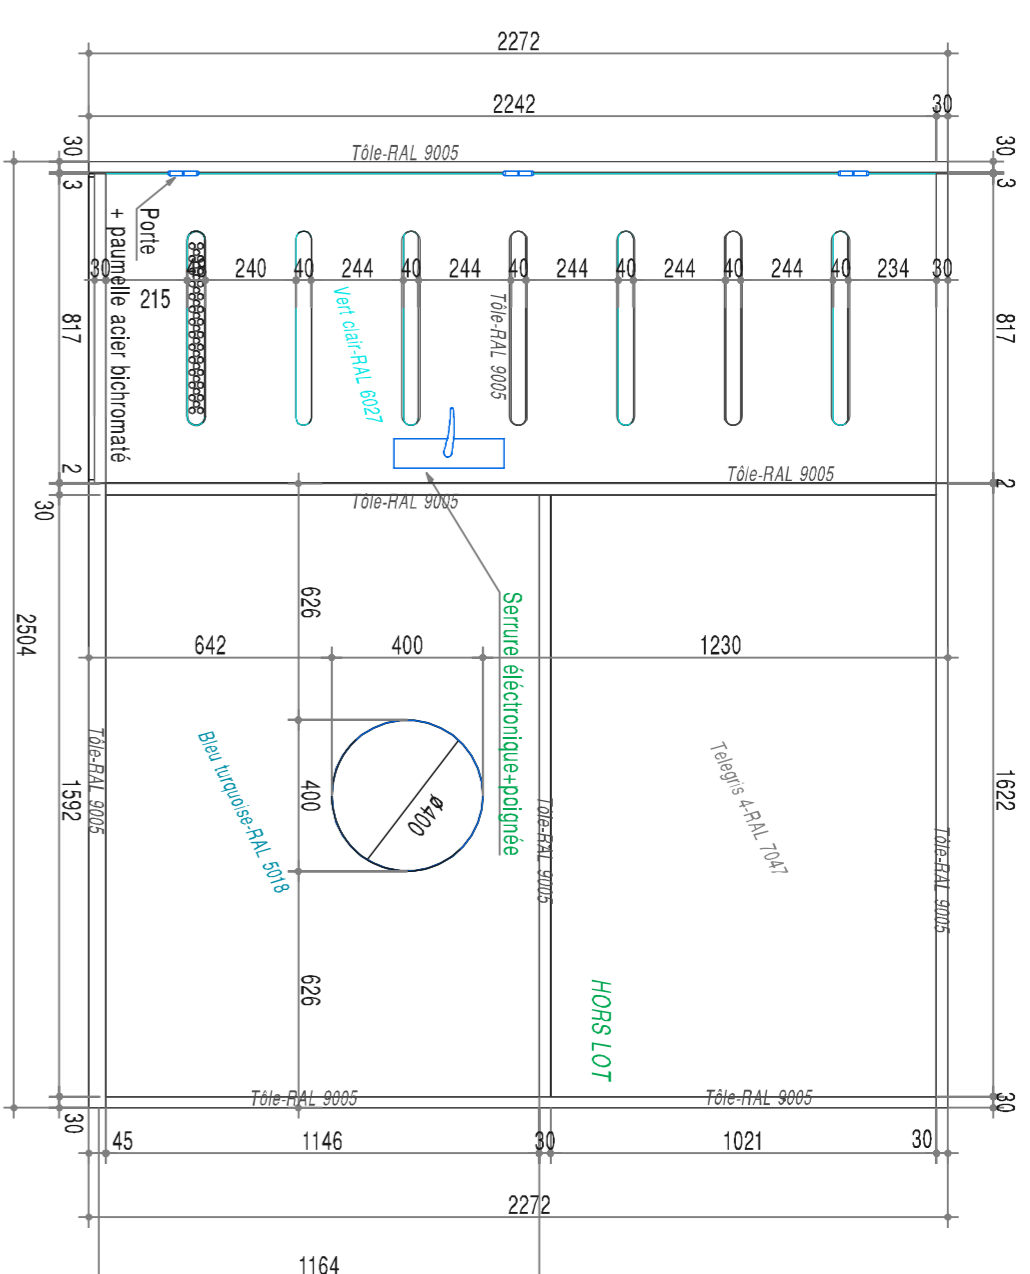 2272
2242
30
30
Tôle-RAL 9005
30
3
3
Porte
+ paumelle acier bichromaté
30
40
240
40
244
40
244
40
244
40
244
40
244
40
234
30
215
817
Vert clair-RAL 6027
Tôle-RAL 9005
817
2
Tôle-RAL 9005
2
30
Tôle-RAL 9005
Serrure éléctronique+poignée
626
2504
642
400
1230
Tôle-RAL 9005
Bleu turquoise-RAL 5018
400
ø400
Tôle-RAL 9005
Telegris 4-RAL 7047
Tôle-RAL 9005
1592
1622
626
HORS LOT
Tôle-RAL 9005
Tôle-RAL 9005
30
30
45
1146
30
1021
30
2272
1164